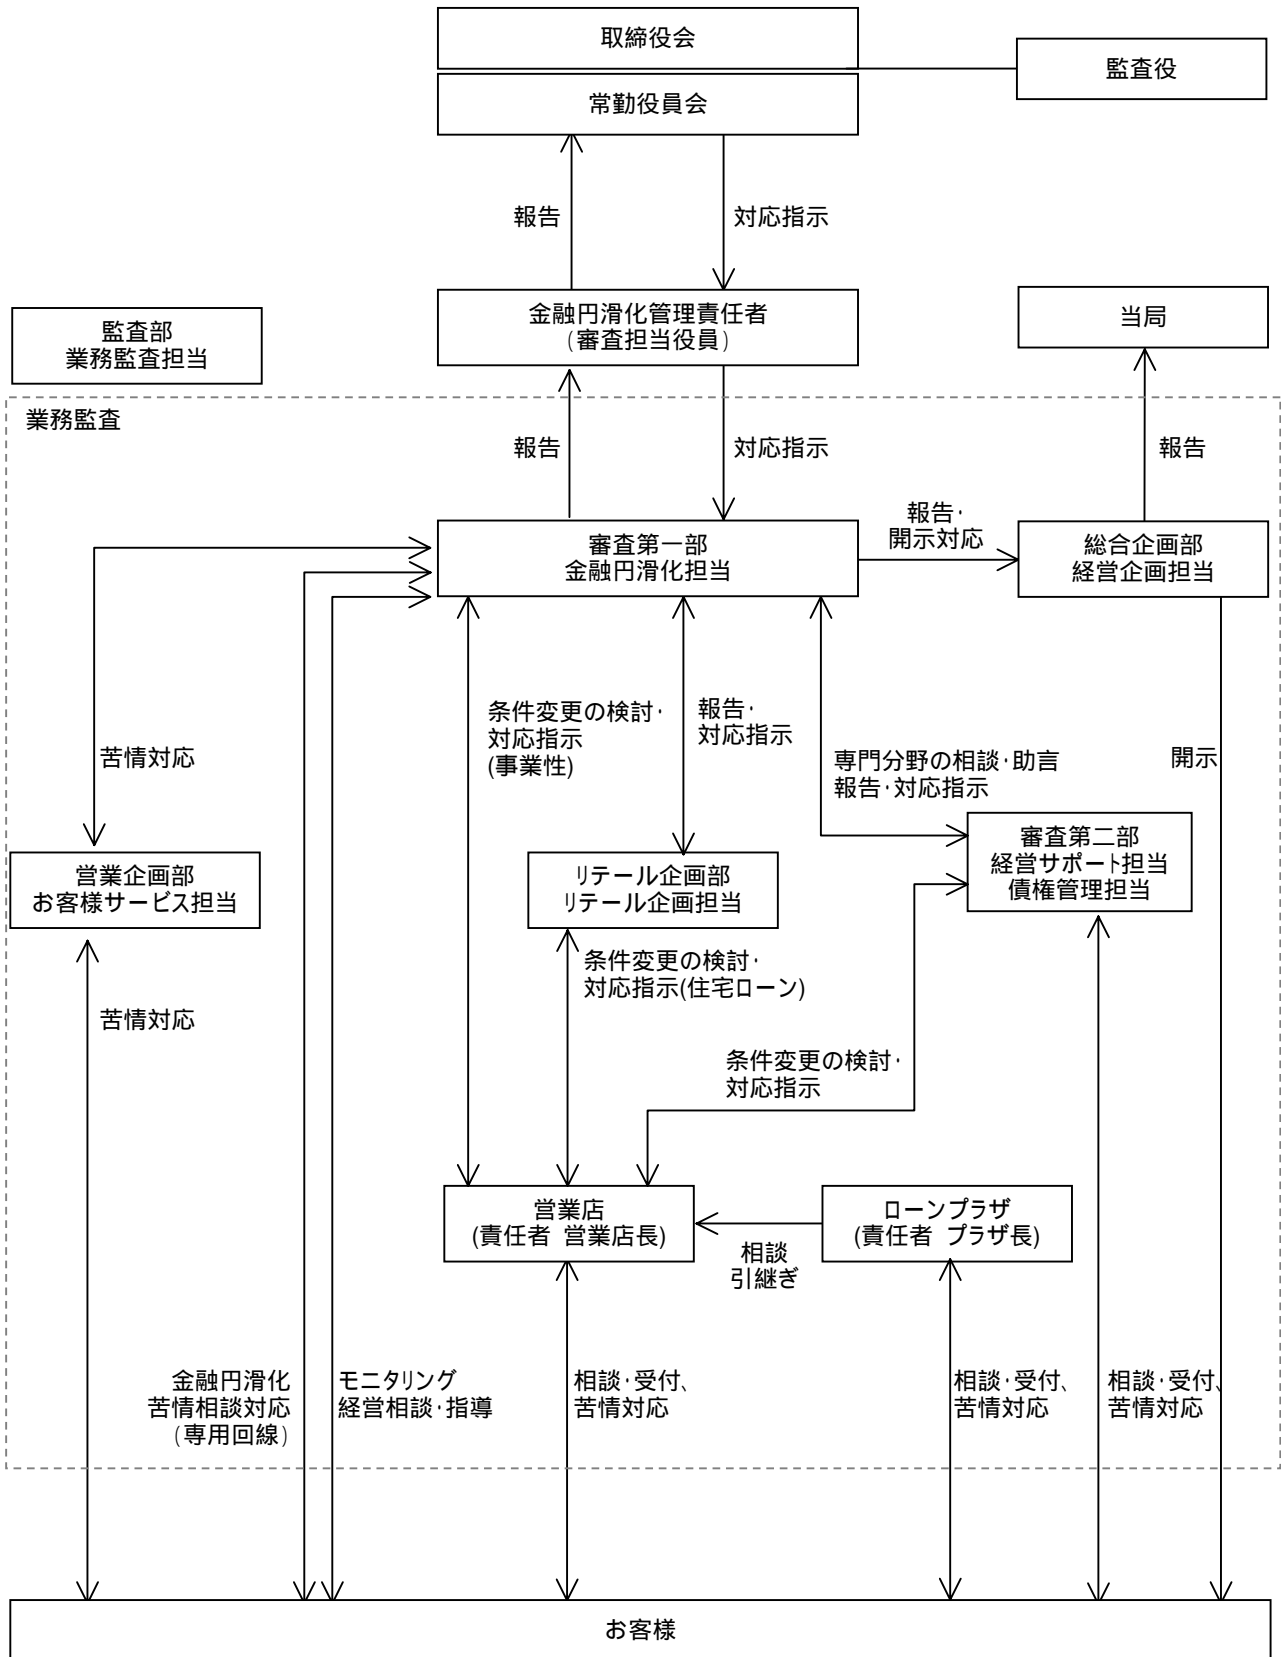 取締役会
監査役
常勤役員会
報告
対応指示
金融円滑化管理責任者
(審査担当役員)
当局
監査部
業務監査担当
業務監査
報告
対応指示
報告
審査第一部
金融円滑化担当
報告・
開示対応
総合企画部
経営企画担当
条件変更の検討・
対応指示
(事業性)
報告・
対応指示
苦情対応
専門分野の相談・助言
報告・対応指示
開示
営業企画部
お客様サービス担当
リテール企画部
リテール企画担当
審査第二部
経営サポート担当
債権管理担当
条件変更の検討・
対応指示(住宅ローン)
苦情対応
条件変更の検討・
対応指示
営業店
(責任者 営業店長)
相談
引継ぎ
ローンプラザ
(責任者 プラザ長)
金融円滑化
苦情相談対応
(専用回線)
モニタリング
経営相談・指導
相談・受付、
苦情対応
相談・受付、
苦情対応
相談・受付、
苦情対応
お客様